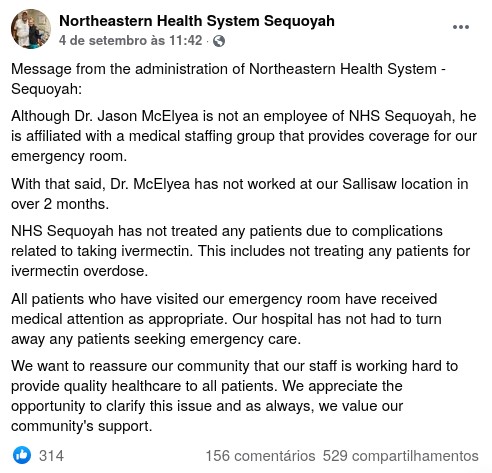 Northeastern Health System Sequoyah
4 de setembro às 11:42 ·
Message from the administration of Northeastern Health System -
Sequoyah:
Although Dr. Jason McElyea is not an employee of NHS Sequoyah, he
is affiliated with a medical staffing group that provides coverage for our
emergency room.
With that said, Dr. McElyea has not worked at our Sallisaw location in
over 2 months.
NHS Sequoyah has not treated any patients due to complications
related to taking ivermectin. This includes not treating any patients for
ivermectin overdose.
All patients who have visited our emergency room have received
medical attention as appropriate. Our hospital has not had to turn
away any patients seeking emergency care.
We want to reassure our community that our staff is working hard to
provide quality healthcare to all patients. We appreciate the
opportunity to clarify this issue and as always, we value our
community's support.
314 156 comentários 529 compartilhamentos